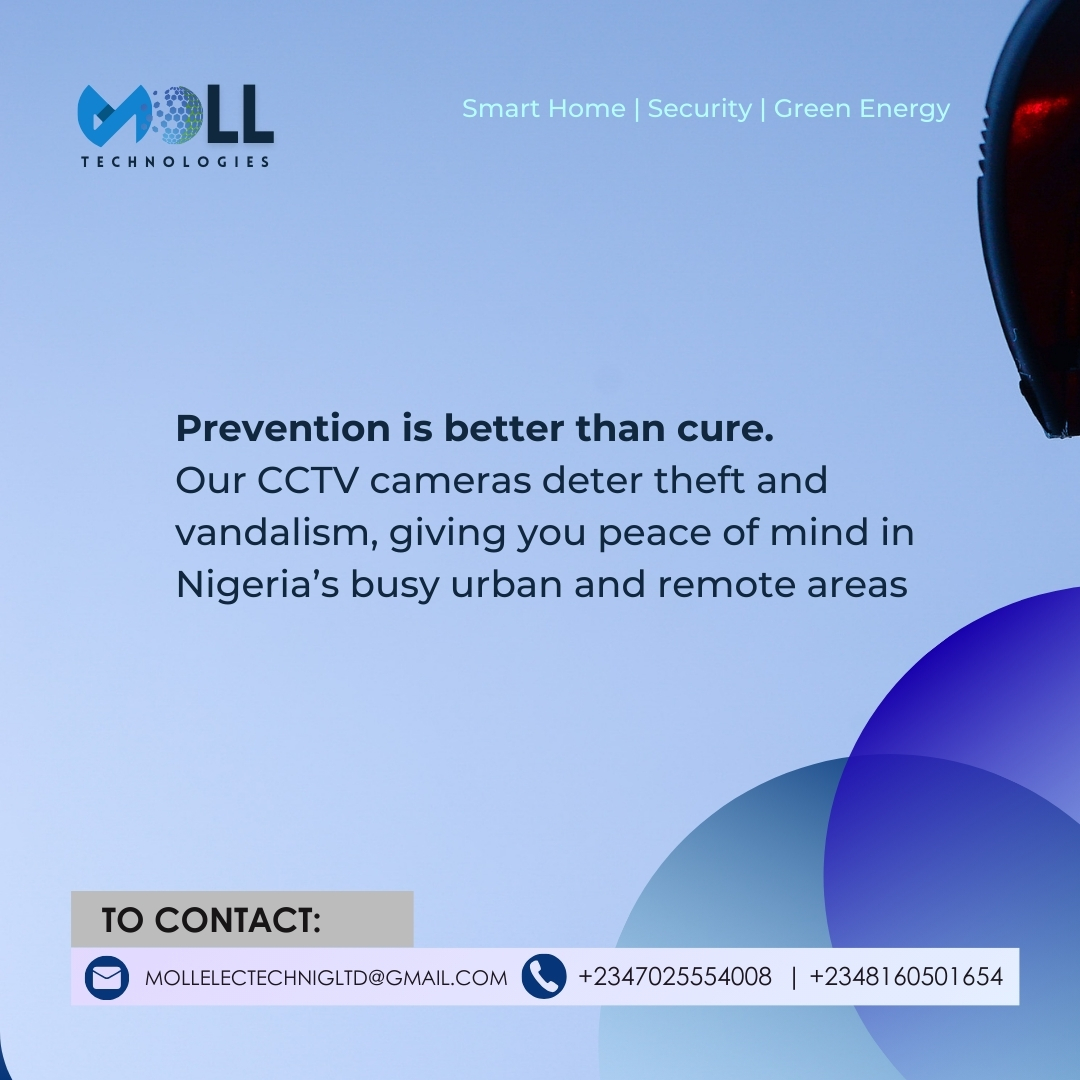 MOLL
TECHNOLOGIES
Smart Home | Security | Green Energy
Prevention is better than cure.
Our CCTV cameras deter theft and
vandalism, giving you peace of mind in
Nigeria’s busy urban and remote areas
TO CONTACT:
MOLLELECTECHNIGLTD@GMAIL.COM
+2347025554008 | +2348160501654